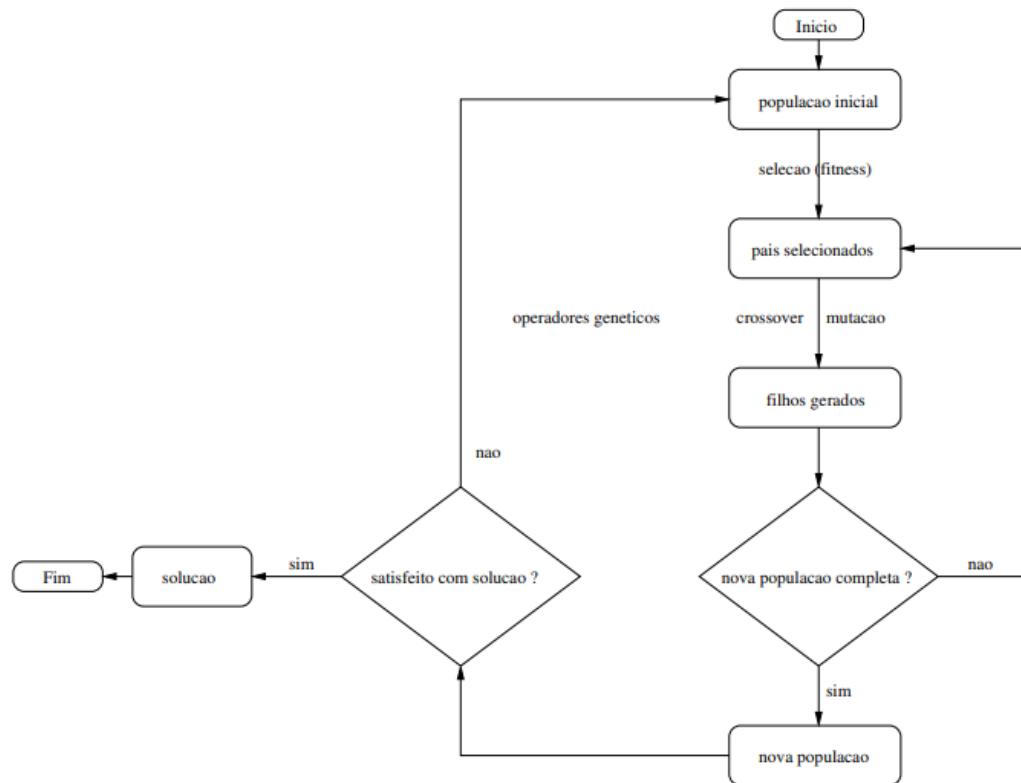 Inicio
populacao inicial
selecao (fitness)
pais selecionados
operadores geneticos
crossover
mutacao
filhos gerados
nao
Fim
solucao
sim
satisfeito com solucao ?
nova populacao completa ?
nao
sim
nova populacao